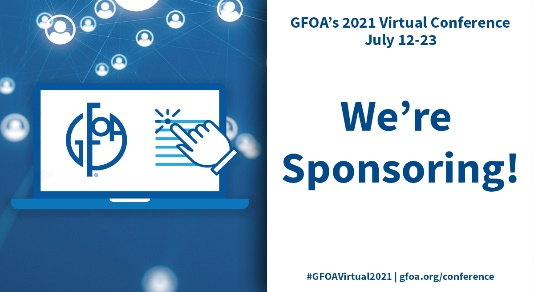 GFOA's 2021 Virtual Conference
July 12-23
GFOA
We're
Sponsoring!
#GFOAVirtual2021 | gfoa.org/conference